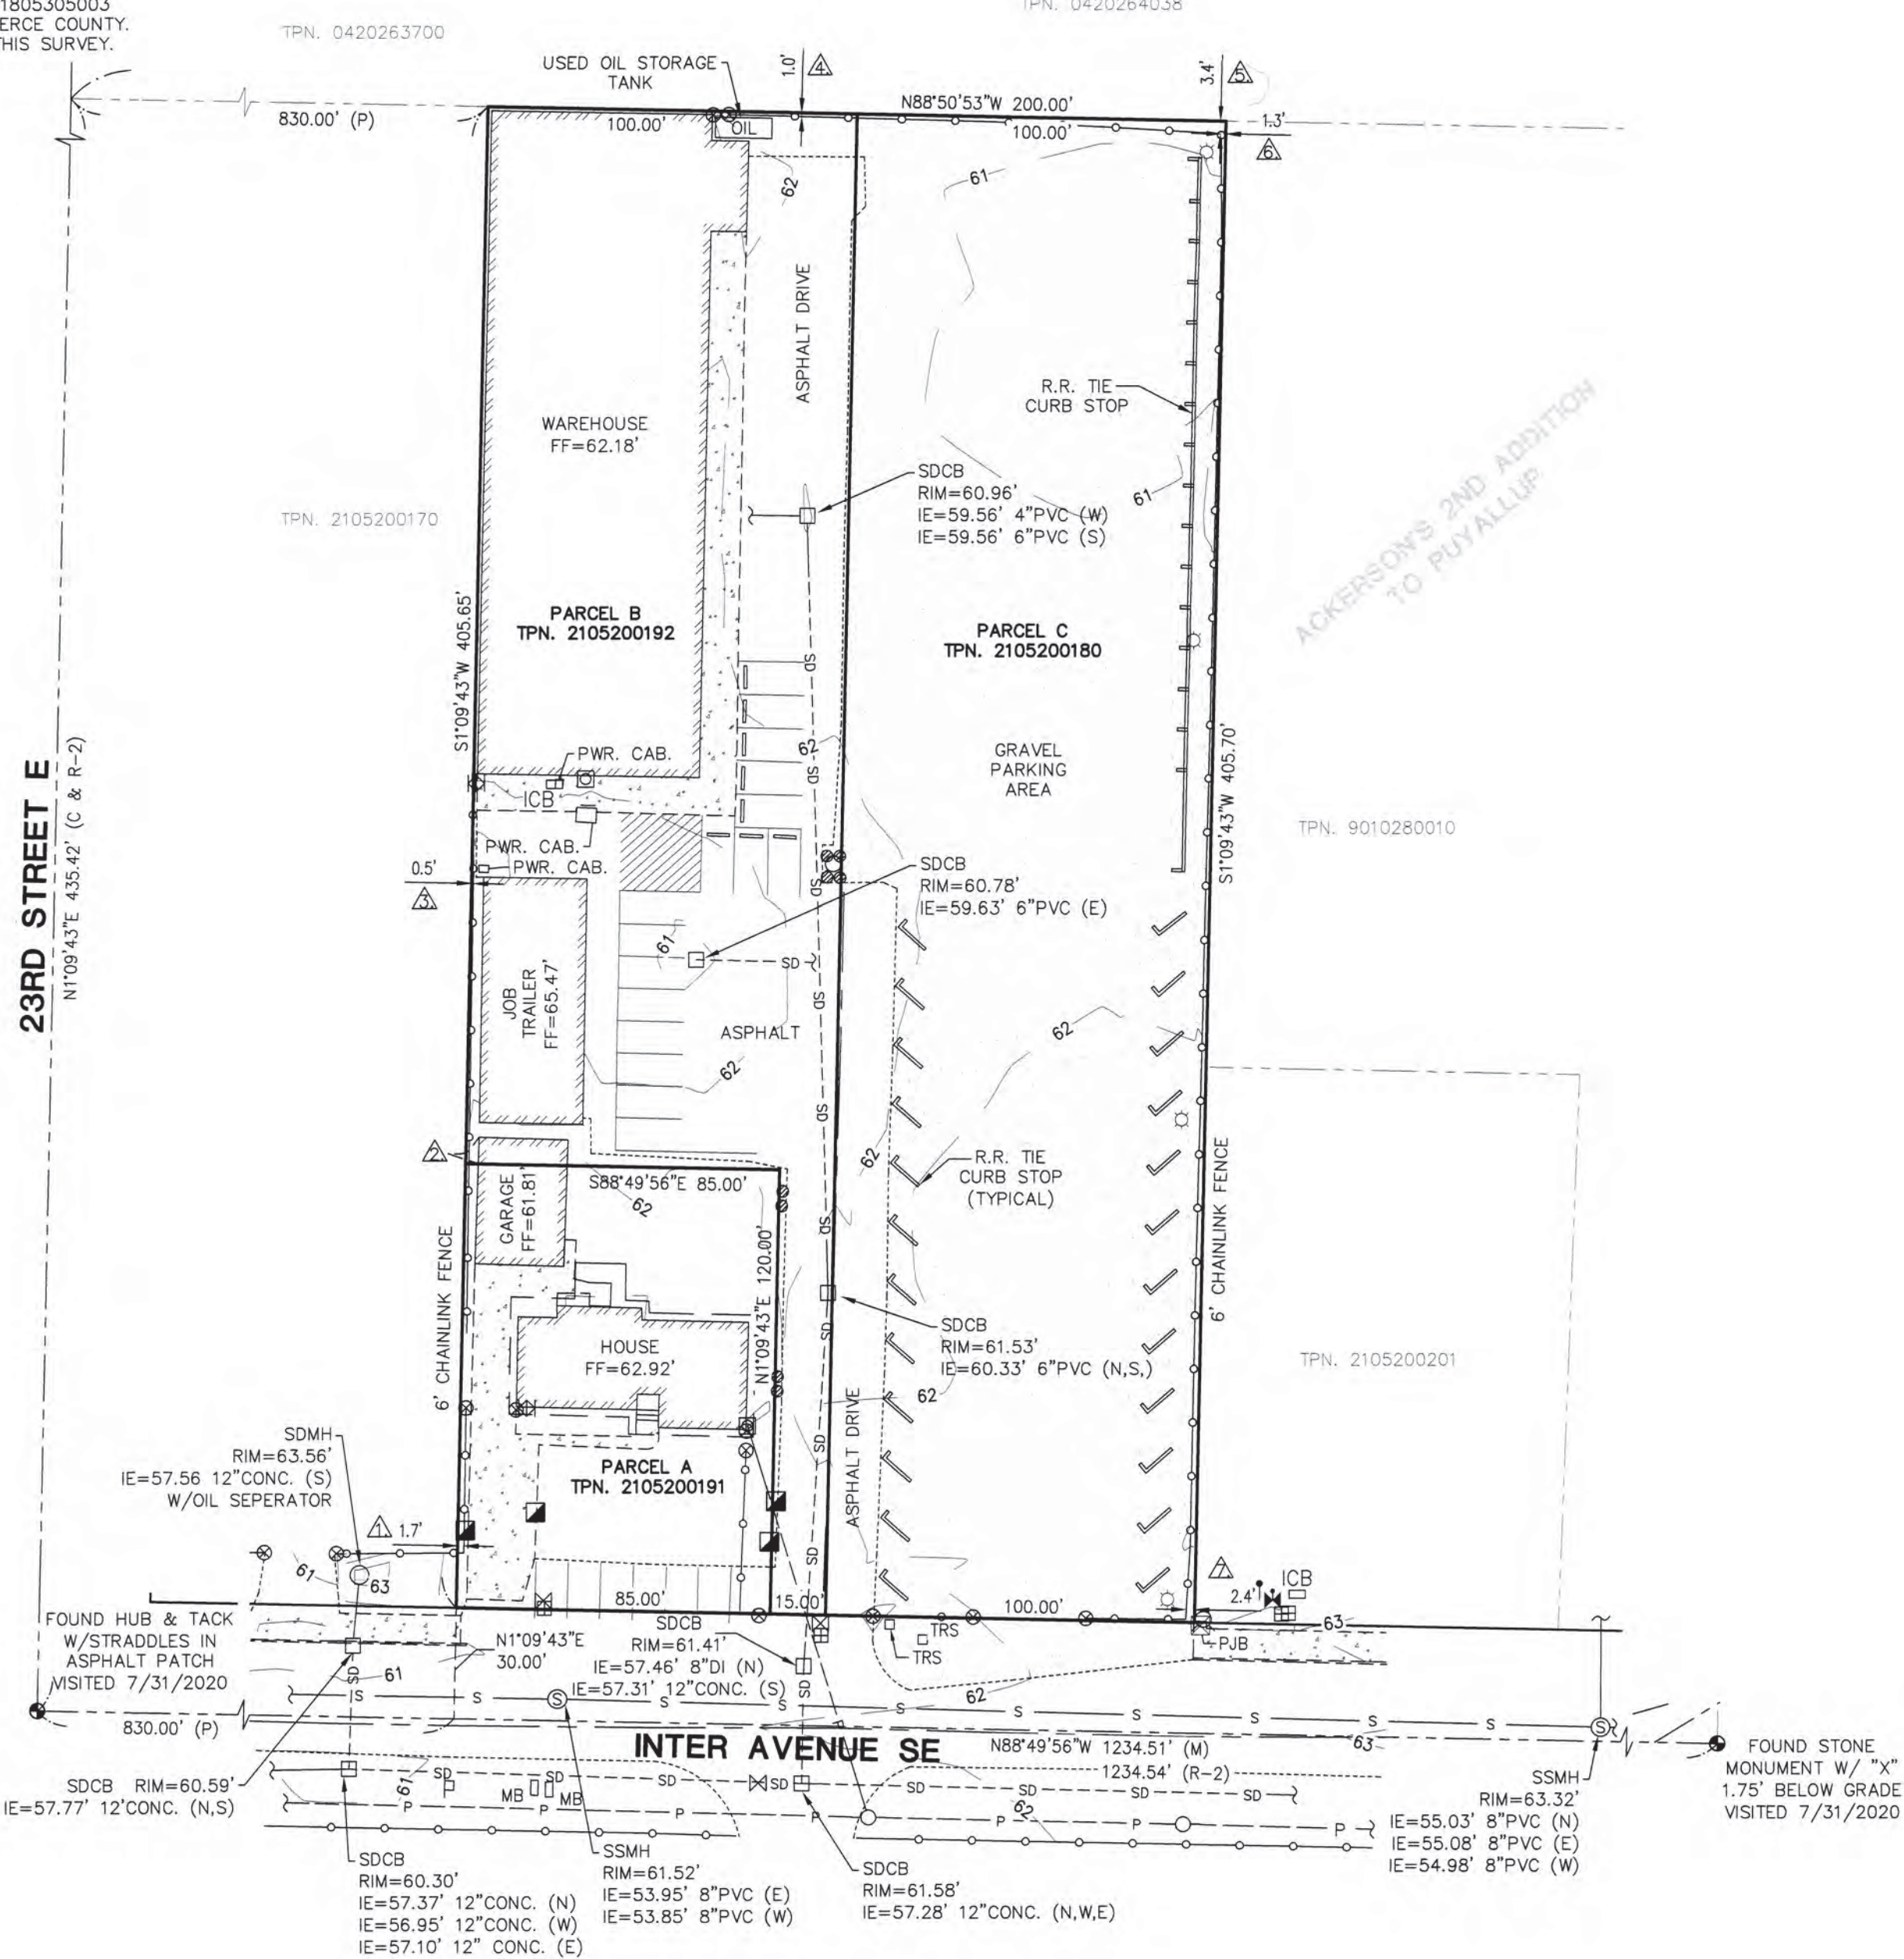 1805305003
ERCE COUNTY.
THIS SURVEY.
TPN. 0420263700
TPN. 0420264038
USED OIL STORAGE
TANK
1.0'
4
3.4'
5
N88°50'53"W 200.00'
830.00' (P)
100.00'
OIL
100.00'
1.3'
6
62
61
ASPHALT DRIVE
R.R. TIE
CURB STOP
WAREHOUSE
FF=62.18'
ACKERSON'S 2ND ADDITION
TO PUYALLUP
SDCB
RIM=60.96'
IE=59.56' 4"PVC (W)
IE=59.56' 6"PVC (S)
61
TPN. 2105200170
PARCEL B
TPN. 2105200192
PARCEL C
TPN. 2105200180
S1°09'43"W 405.65'
SD
62
SD
PWR. CAB.
ICB
GRAVEL
PARKING
AREA
S1°09'43"W 405.70'
23RD STREET E
N1°09'43"E 435.42' (C & R-2)
TPN. 9010280010
PWR. CAB.
PWR. CAB.
0.5'
3
SD
SDCB
RIM=60.78'
IE=59.63' 6"PVC (E)
61
SD
SD
JOB
TRAILER
FF=65.47'
ASPHALT
62
62
SD
2
62
R.R. TIE
CURB STOP
(TYPICAL)
S88°49'56"E 85.00'
62
GARAGE
FF=61.81'
SD
6' CHAINLINK FENCE
N1°09'43"E 120.00'
6' CHAINLINK FENCE
SD
SDCB
RIM=61.53'
IE=60.33' 6"PVC (N,S,)
HOUSE
FF=62.92'
TPN. 2105200201
62
ASPHALT DRIVE
SD
SDMH
RIM=63.56'
IE=57.56 12"CONC. (S)
W/OIL SEPERATOR
PARCEL A
TPN. 2105200191
1
1.7'
SD
61
63
7
2.4'
ICB
85.00'
15.00'
100.00'
FOUND HUB & TACK
W/STRADDLES IN
ASPHALT PATCH
VISITED 7/31/2020
N1°09'43"E
30.00'
SDCB
RIM=61.41'
IE=57.46' 8"DI (N)
IE=57.31' 12"CONC. (S)
TRS
TRS
PJB
63
SD
61
SD
62
S S S S S S S S S S S S
830.00' (P)
P
INTER AVENUE SE
N88°49'56"W 1234.51' (M)
1234.54' (R-2)
63
FOUND STONE
MONUMENT W/ "X"
1.75' BELOW GRADE
VISITED 7/31/2020
SDCB RIM=60.59'
IE=57.77' 12'CONC. (N,S)
61
SD SD SD SD SD SD SD SD
MB
MB
62
P P P P P P P
SSMH
RIM=63.32'
IE=55.03' 8"PVC (N)
IE=55.08' 8"PVC (E)
IE=54.98' 8"PVC (W)
SDCB
RIM=60.30'
IE=57.37' 12"CONC. (N)
IE=56.95' 12"CONC. (W)
IE=57.10' 12" CONC. (E)
SSMH
RIM=61.52'
IE=53.95' 8"PVC (E)
IE=53.85' 8"PVC (W)
SDCB
RIM=61.58'
IE=57.28' 12"CONC. (N,W,E)